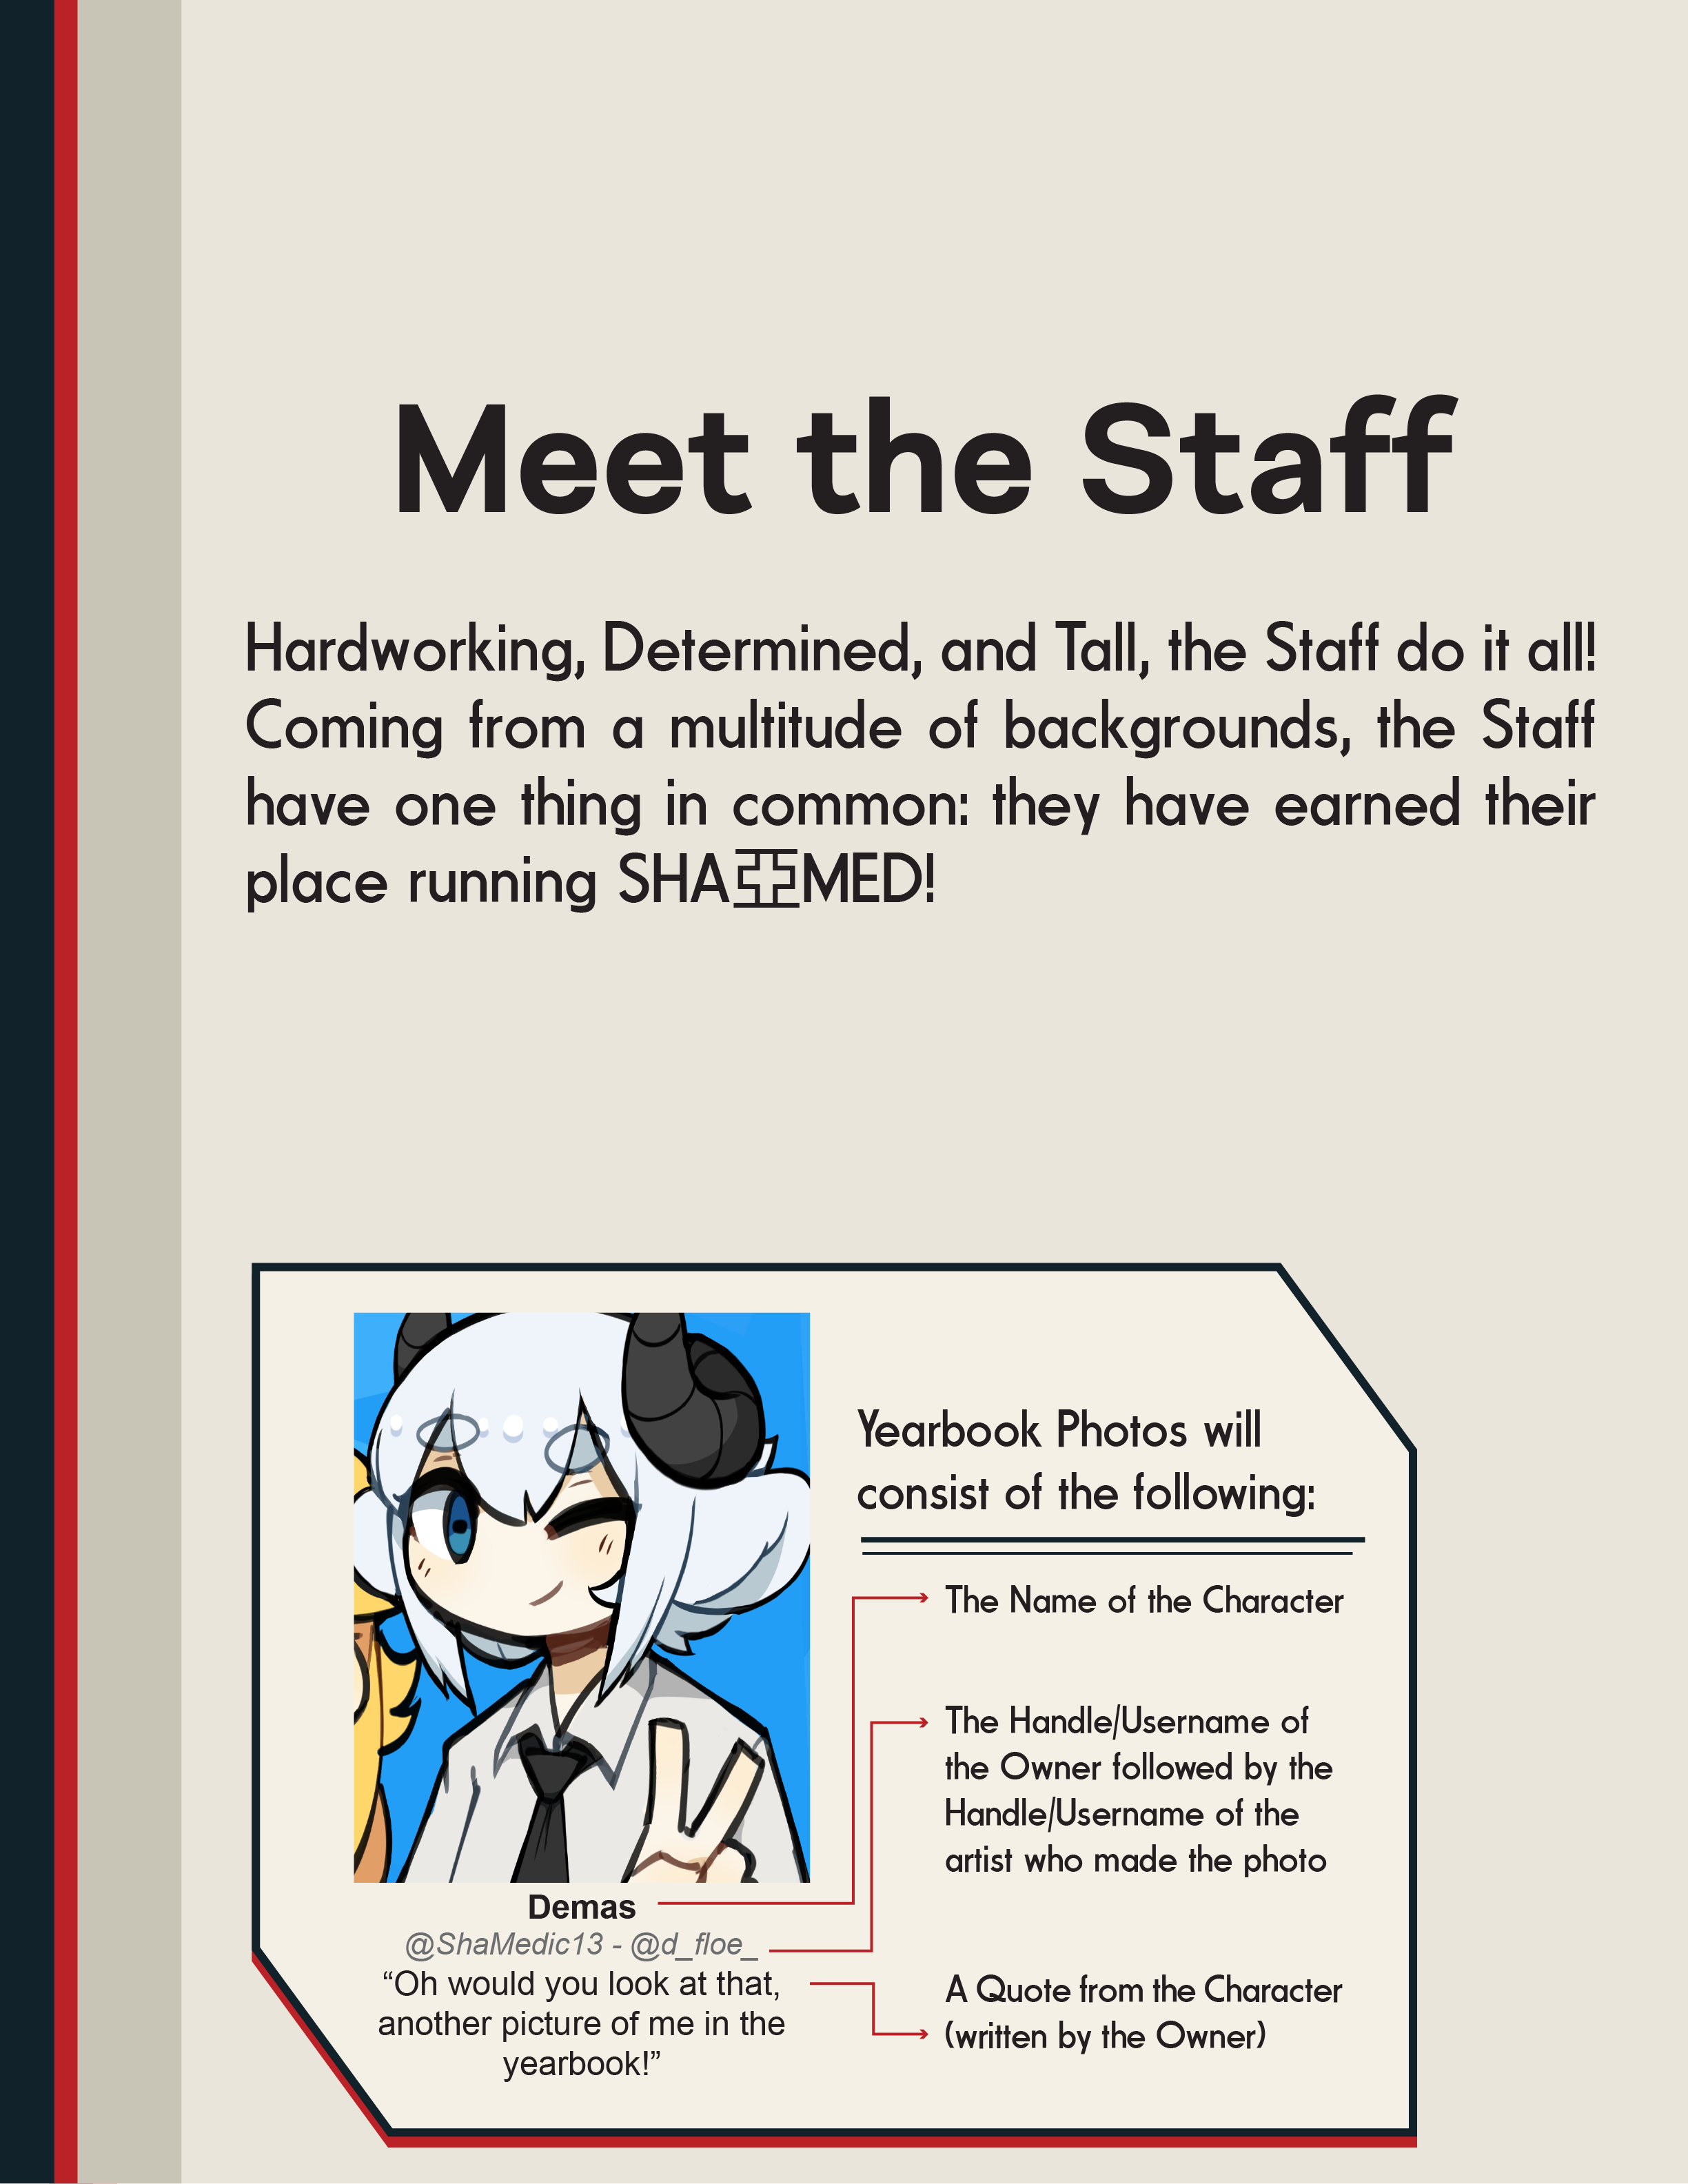 Meet the Staff
Hardworking, Determined, and Tall, the Staff do it all!
Coming from a multitude of backgrounds, the Staff
have one thing in common: they have earned their
place running SHA亞MED!
Yearbook Photos will
consist of the following:
The Name of the Character
The Handle/Username of
the Owner followed by the
Handle/Username of the
artist who made the photo
Demas
@ShaMedic13 - @d_floe_
“Oh would you look at that,
another picture of me in the
yearbook!”
A Quote from the Character
(written by the Owner)